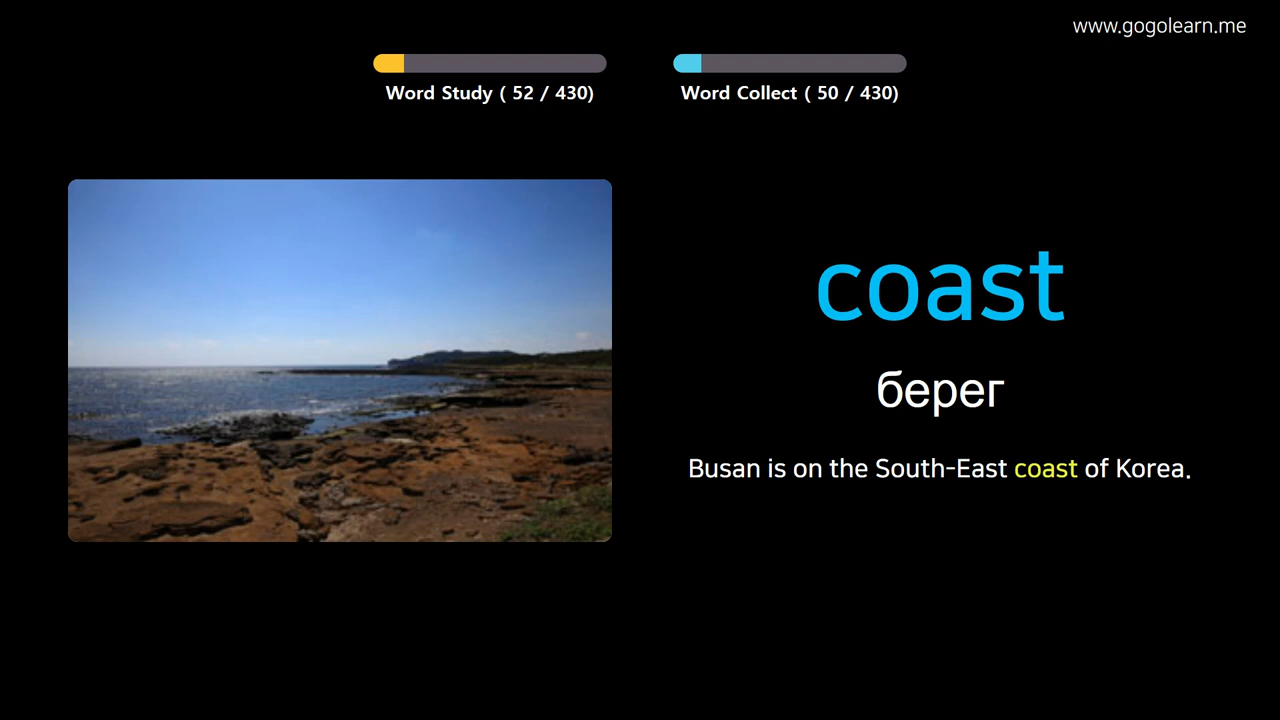 www.gogolearn.me
Word Study ( 52 / 430)
Word Collect ( 50 / 430)
coast
берег
Busan is on the South-East coast of Korea.